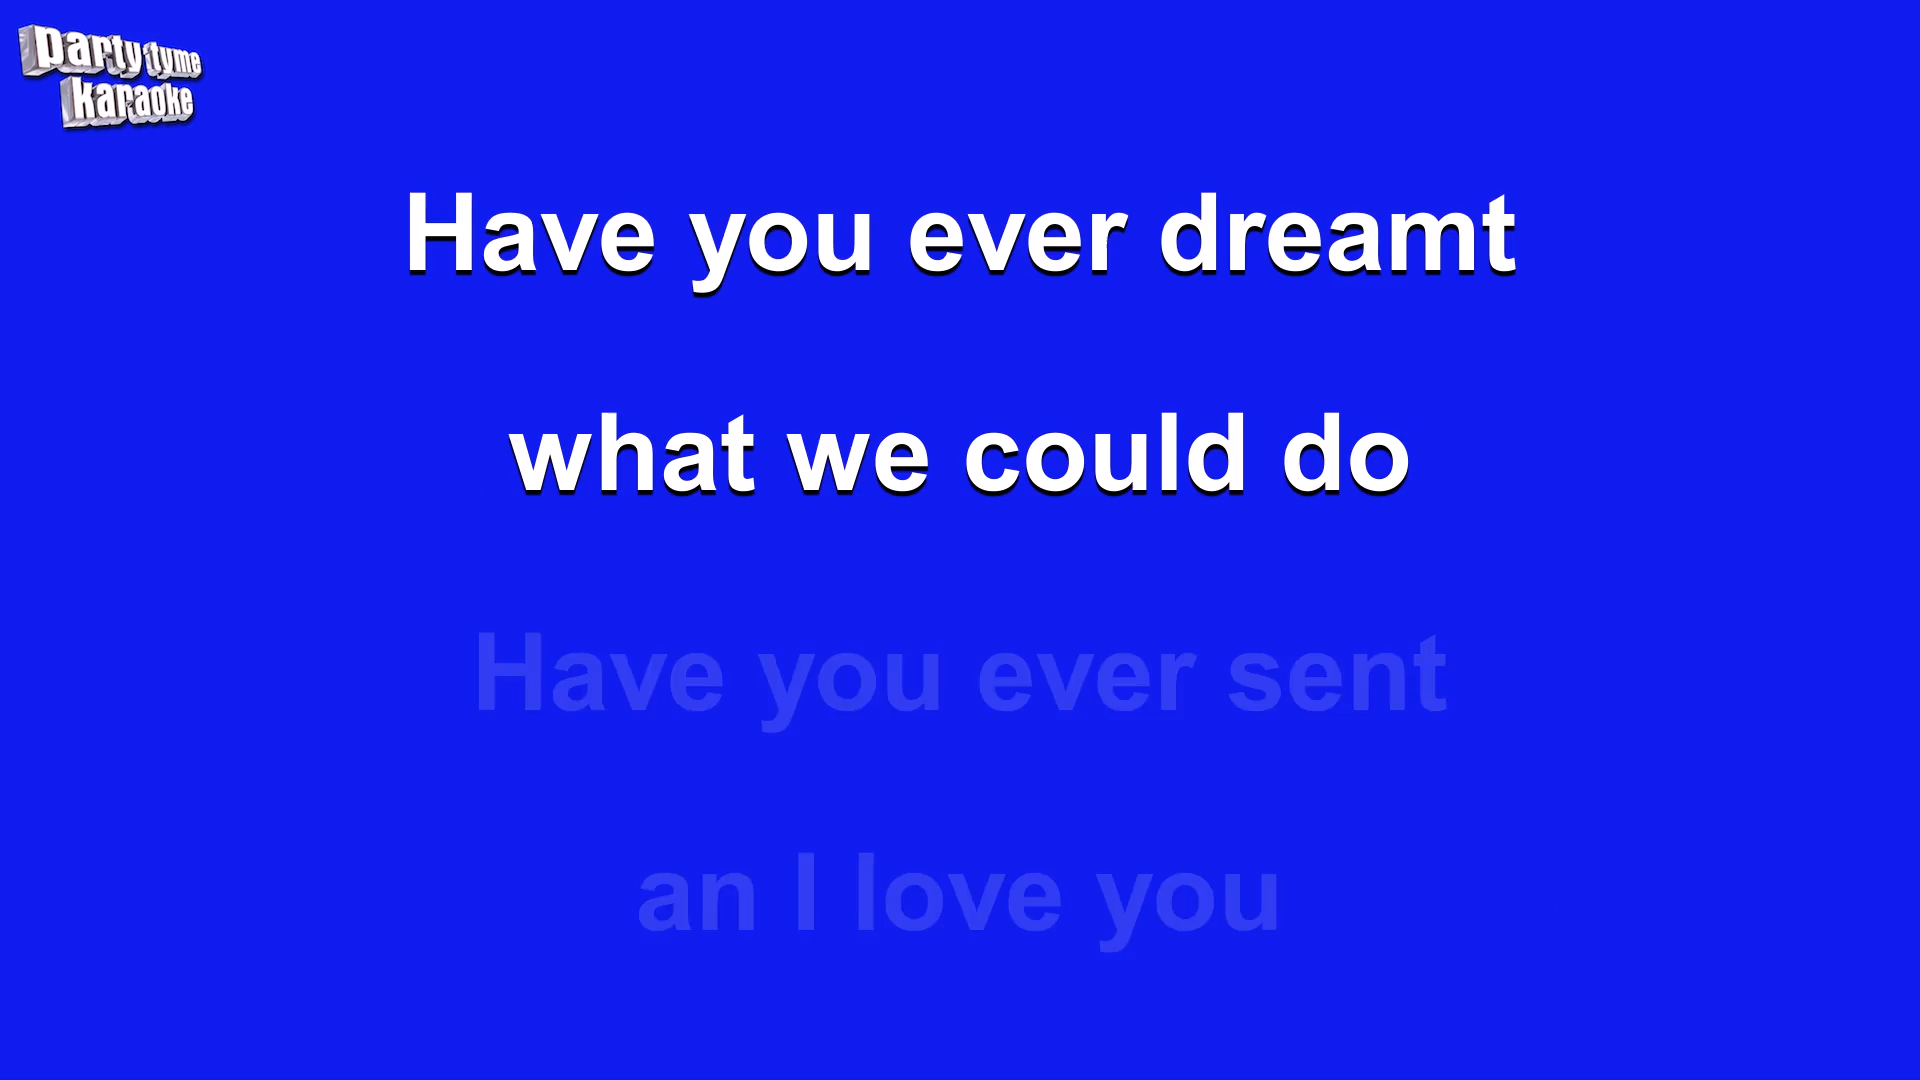 party tyme
karaoke
Have you ever dreamt
what we could do
Have you ever sent
an I love you